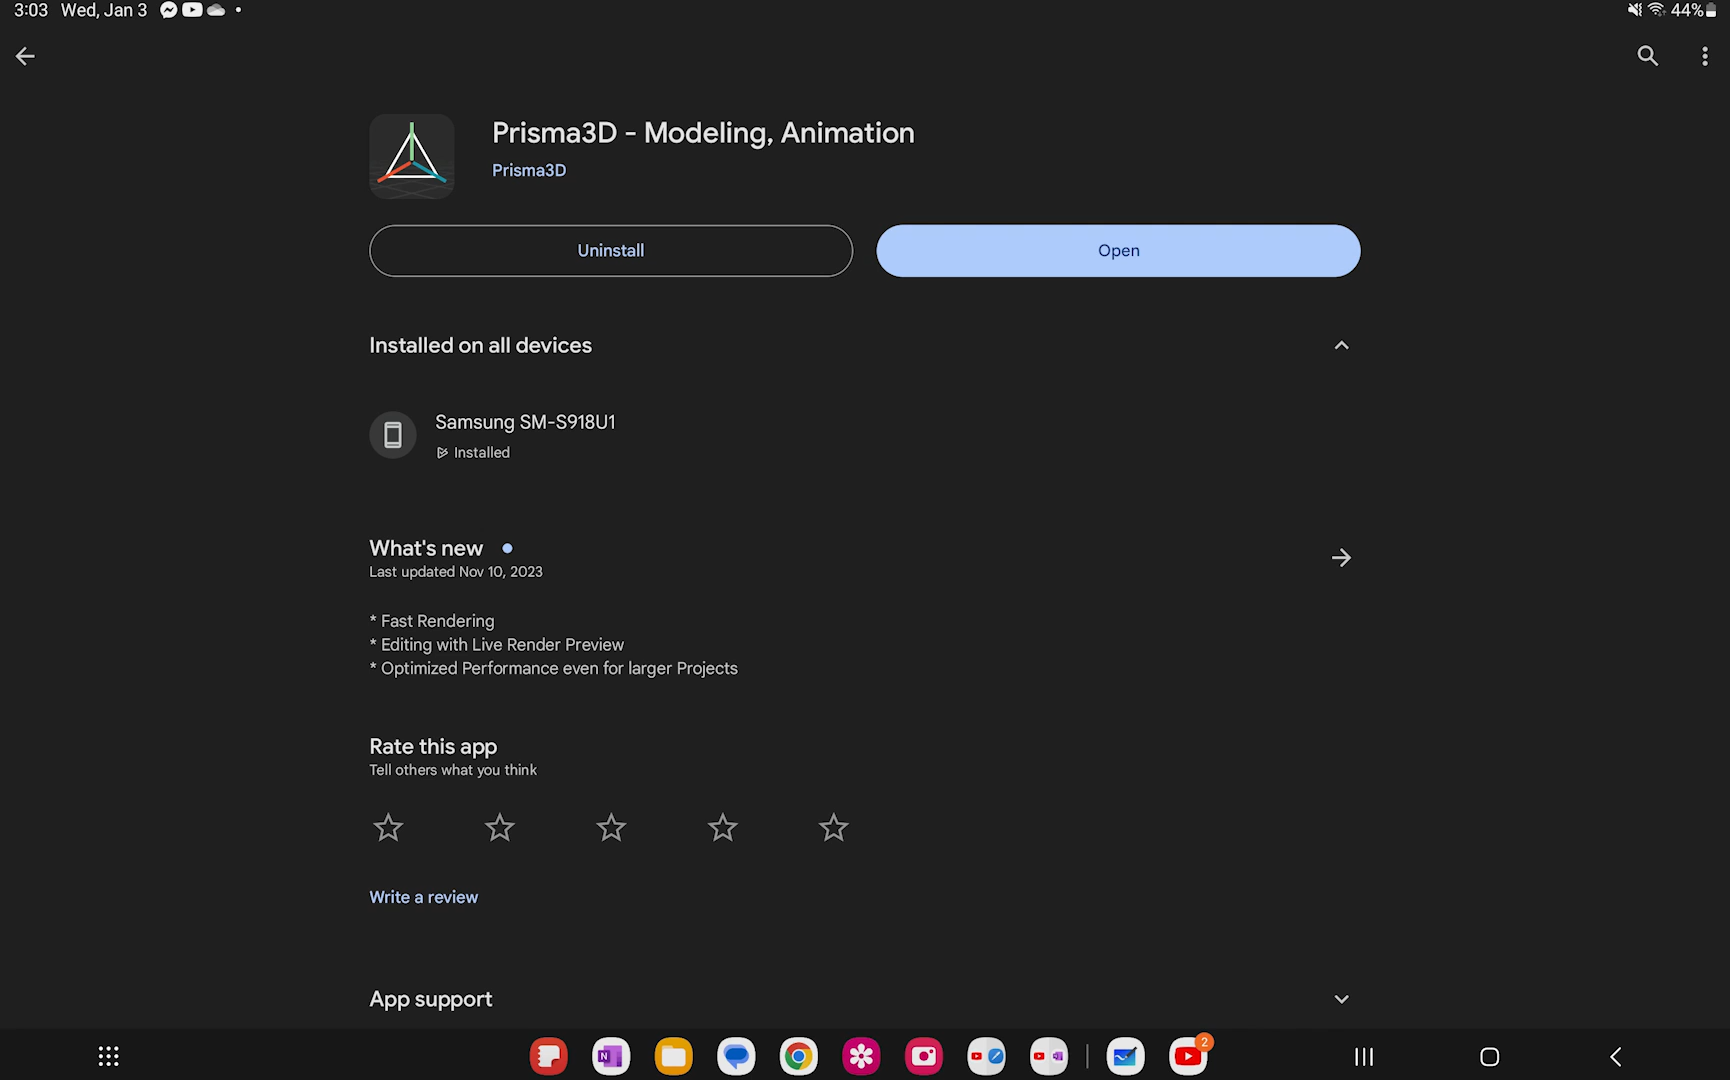 3:03 Wed, Jan 3
44%
Prisma3D - Modeling, Animation
Prisma3D
Uninstall
Open
Installed on all devices
Samsung SM-S918U1
Installed
What's new
Last updated Nov 10, 2023
* Fast Rendering
* Editing with Live Render Preview
* Optimized Performance even for larger Projects
Rate this app
Tell others what you think
Write a review
App support
N
2